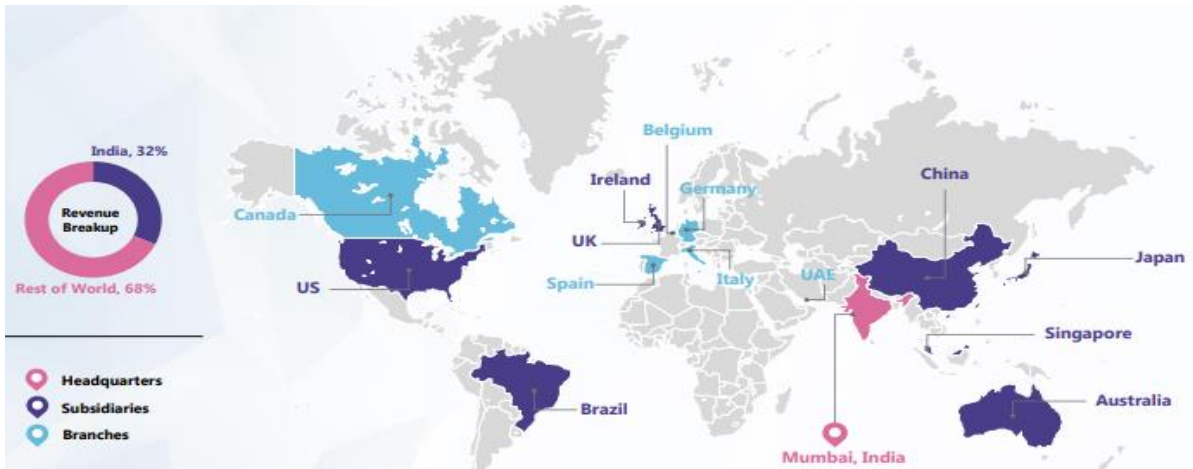 India, 32%
Revenue
Breakup
Rest of World, 68%
Headquarters
Subsidiaries
Branches
Canada
US
Brazil
Belgium
Ireland
Germany
UK
Spain
Italy
UAE
China
Japan
Singapore
Australia
Mumbai, India